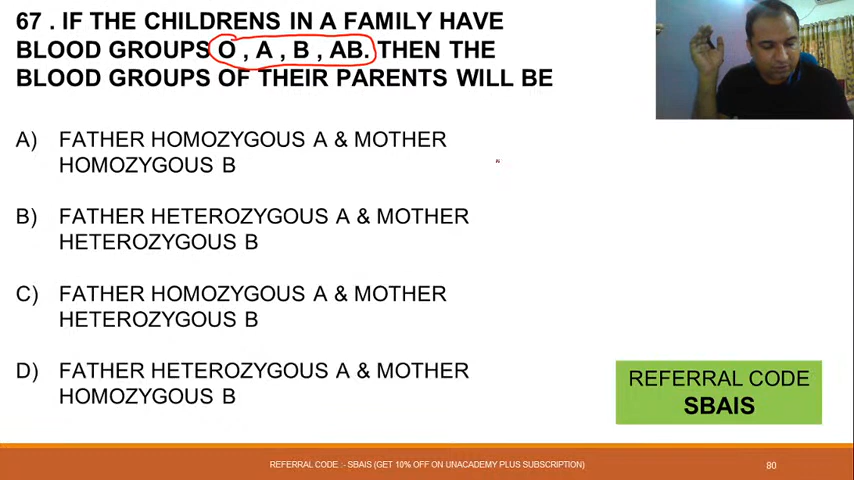 67 . IF THE CHILDRENS IN A FAMILY HAVE
BLOOD GROUPS O , A , B , AB. THEN THE
BLOOD GROUPS OF THEIR PARENTS WILL BE
A) FATHER HOMOZYGOUS A & MOTHER
HOMOZYGOUS B
B) FATHER HETEROZYGOUS A & MOTHER
HETEROZYGOUS B
C) FATHER HOMOZYGOUS A & MOTHER
HETEROZYGOUS B
D) FATHER HETEROZYGOUS A & MOTHER
HOMOZYGOUS B
REFERRAL CODE
SBAIS
REFERRAL CODE :- SBAIS (GET 10% OFF ON UNACADEMY PLUS SUBSCRIPTION)
80